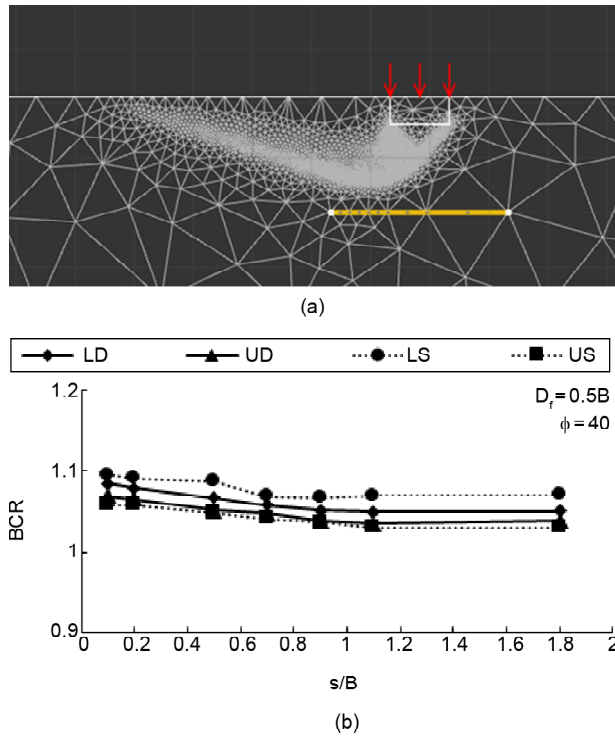 (a)
LD UD LS US
D_f = 0.5B
ϕ = 40
1.2
1.1
1
0.9
BCR
0 0.2 0.4 0.6 0.8 1 1.2 1.4 1.6 1.8 2
s/B
(b)